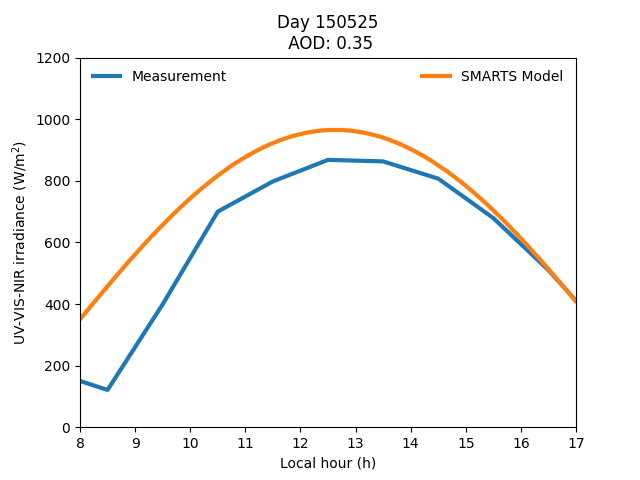 Day 150525
AOD: 0.35
Measurement
SMARTS Model
UV-VIS-NIR irradiance (W/m²)
1200
1000
800
600
400
200
0
8 9 10 11 12 13 14 15 16 17
Local hour (h)